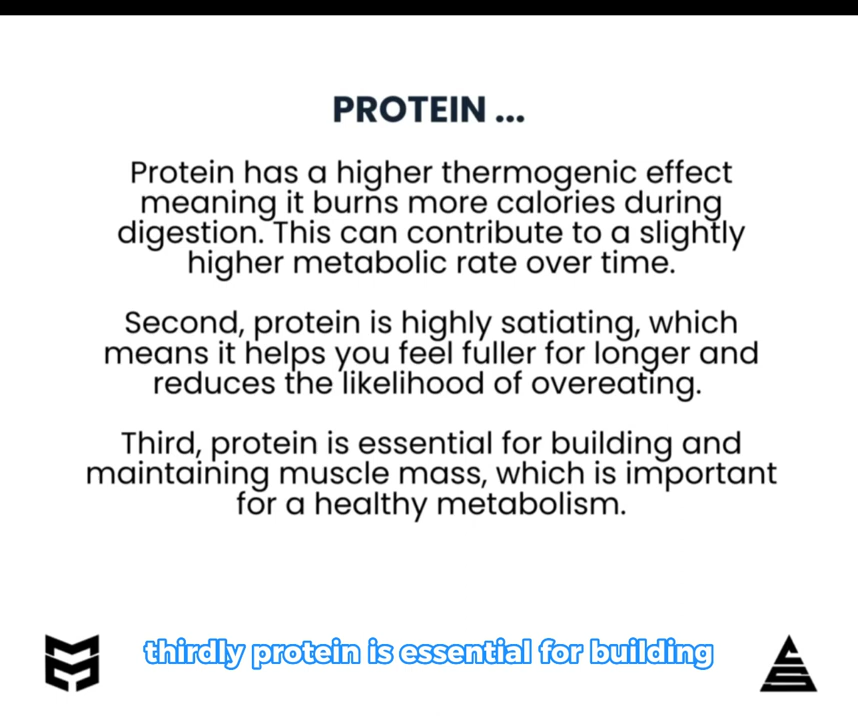 PROTEIN ...
Protein has a higher thermogenic effect
meaning it burns more calories during
digestion. This can contribute to a slightly
higher metabolic rate over time.
Second, protein is highly satiating, which
means it helps you feel fuller for longer and
reduces the likelihood of overeating.
Third, protein is essential for building and
maintaining muscle mass, which is important
for a healthy metabolism.
thirdly protein is essential for building